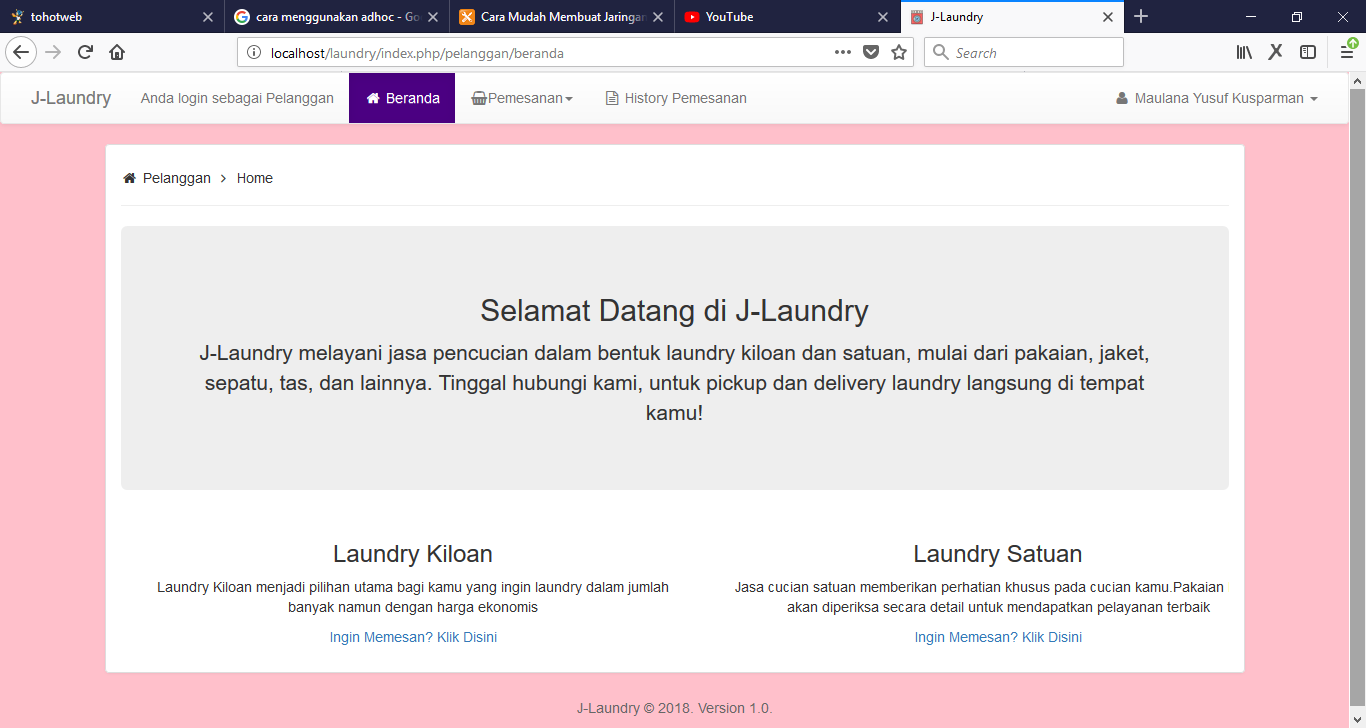 tohotweb
cara menggunakan adhoc - Go
Cara Mudah Membuat Jaringan
YouTube
J-Laundry
localhost/laundry/index.php/pelanggan/beranda
Search
J-Laundry Anda login sebagai Pelanggan Beranda Pemesanan History Pemesanan Maulana Yusuf Kusparman
Pelanggan > Home
Selamat Datang di J-Laundry
J-Laundry melayani jasa pencucian dalam bentuk laundry kiloan dan satuan, mulai dari pakaian, jaket,
sepatu, tas, dan lainnya. Tinggal hubungi kami, untuk pickup dan delivery laundry langsung di tempat
kamu!
Laundry Kiloan
Laundry Kiloan menjadi pilihan utama bagi kamu yang ingin laundry dalam jumlah
banyak namun dengan harga ekonomis
Ingin Memesan? Klik Disini
Laundry Satuan
Jasa cucian satuan memberikan perhatian khusus pada cucian kamu.Pakaian
akan diperiksa secara detail untuk mendapatkan pelayanan terbaik
Ingin Memesan? Klik Disini
J-Laundry © 2018. Version 1.0.